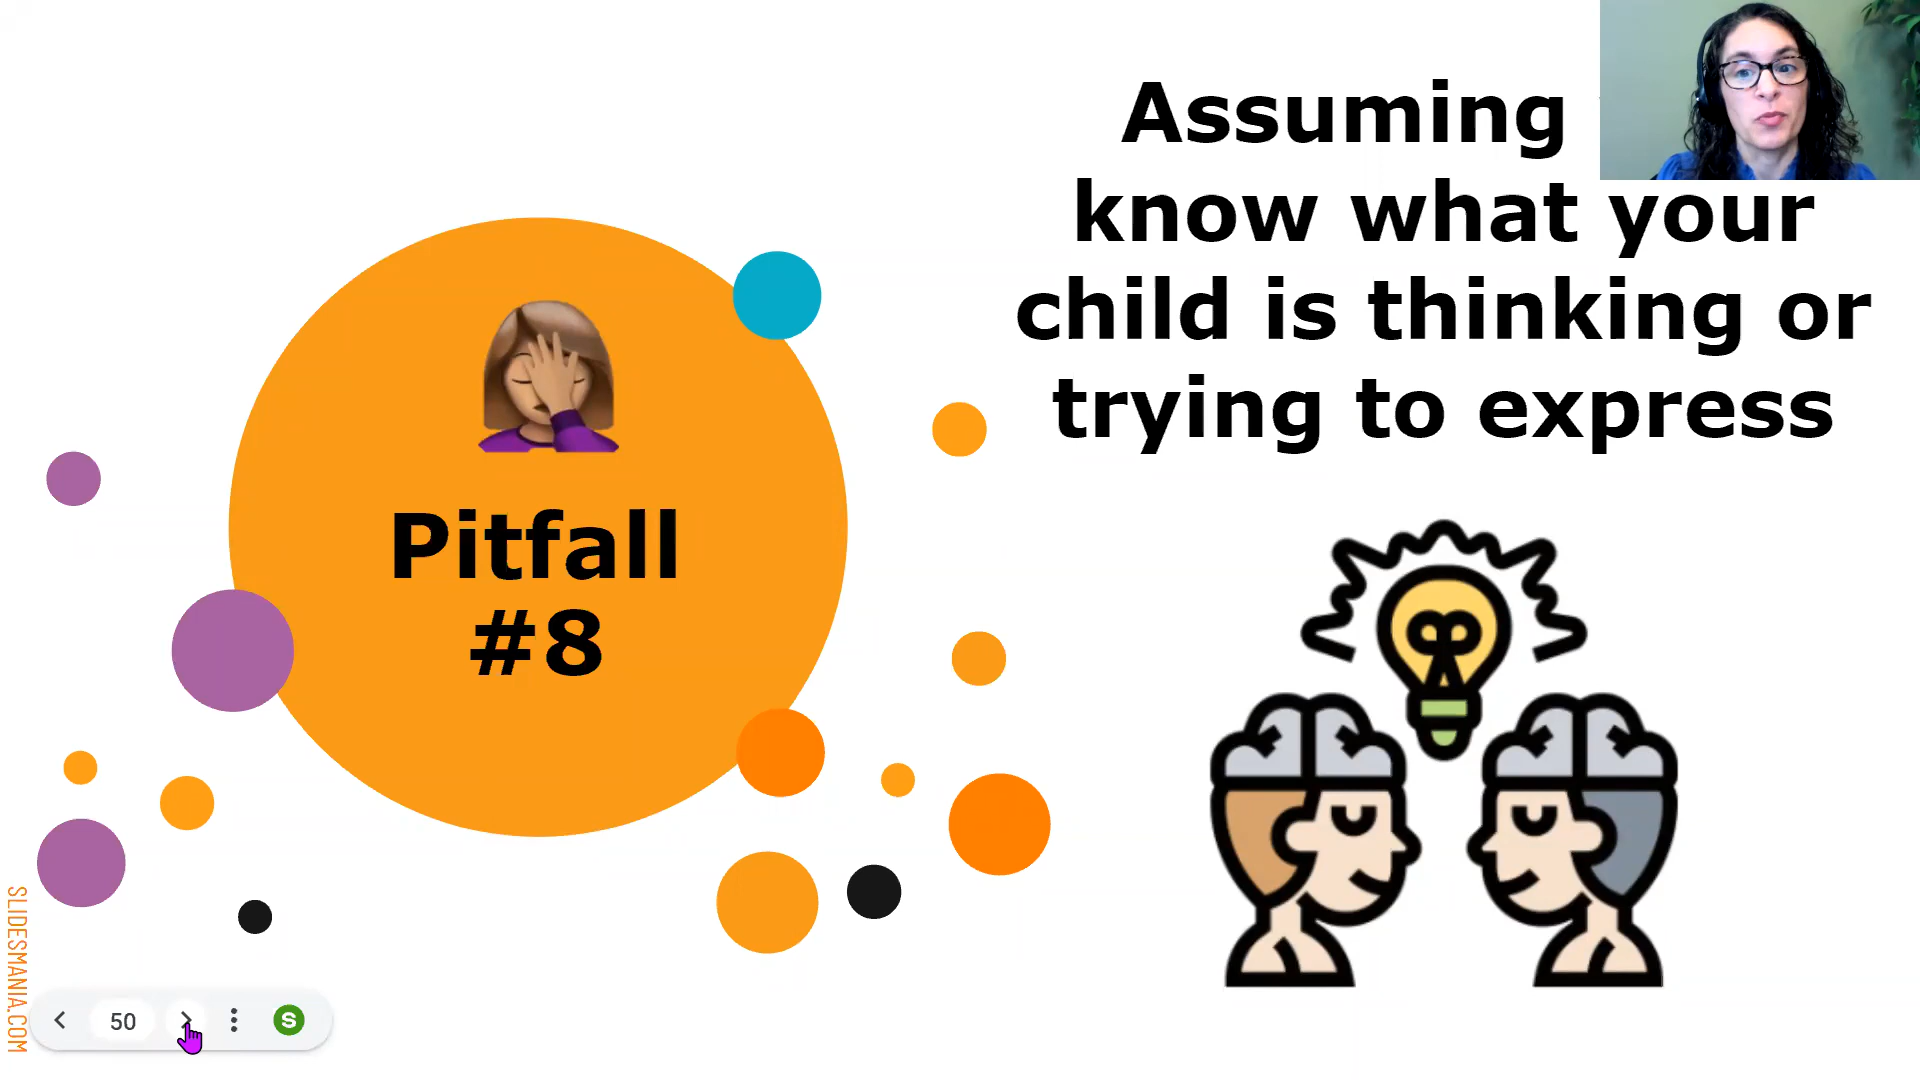 Assuming
know what your
child is thinking or
trying to express
Pitfall
#8
SLIDESMANIA.COM
50
S